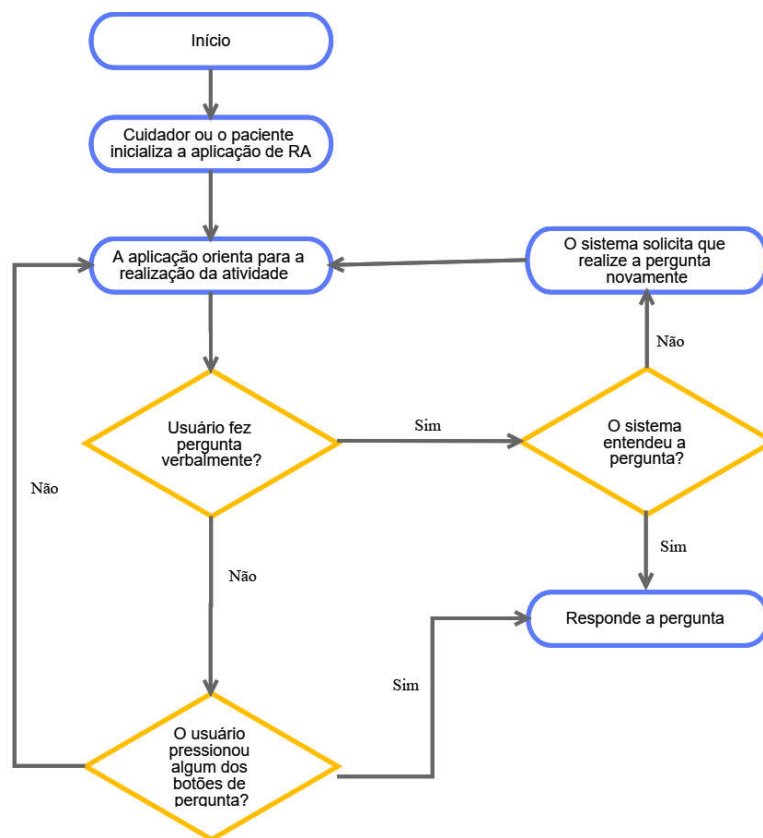 Início
Cuidador ou o paciente
inicializa a aplicação de RA
A aplicação orienta para a
realização da atividade
O sistema solicita que
realize a pergunta
novamente
Não
Usuário fez
pergunta
verbalmente?
Sim
O sistema
entendeu a
pergunta?
Não
Sim
Não
Responde a pergunta
Sim
O usuário
pressionou
algum dos
botões de
pergunta?